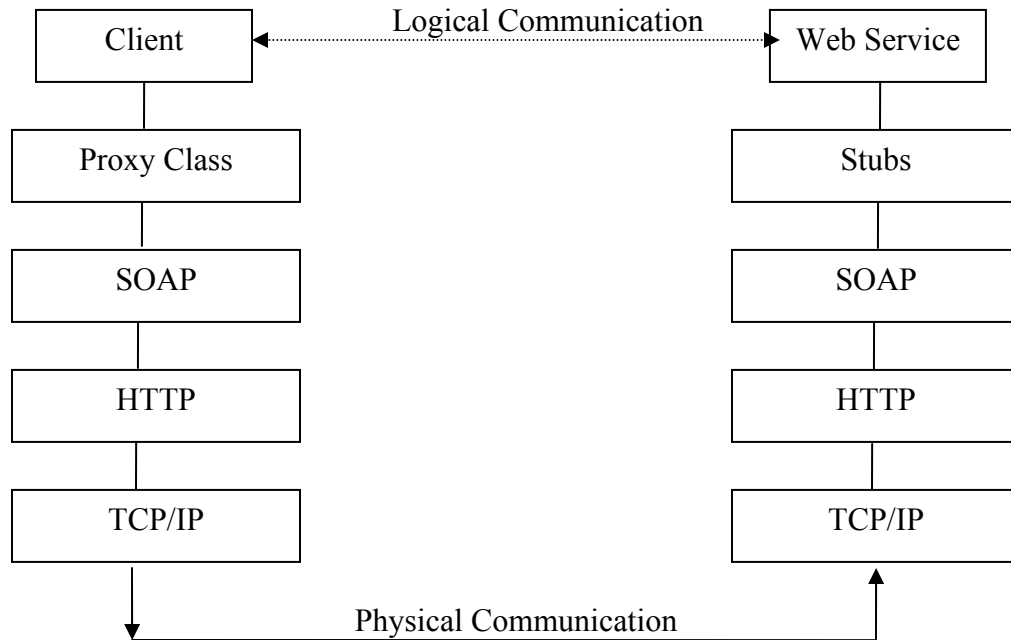 Logical Communication
Client
Web Service
Proxy Class
Stubs
SOAP
SOAP
HTTP
HTTP
TCP/IP
TCP/IP
Physical Communication